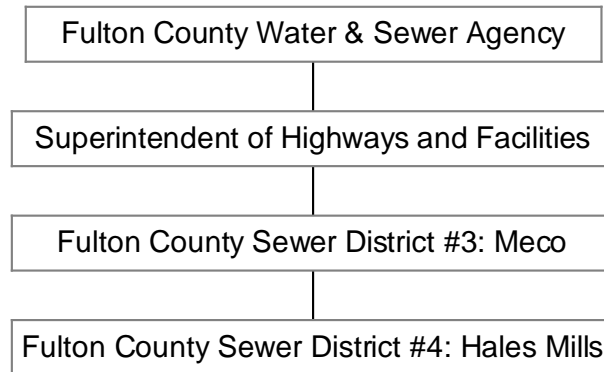 Fulton County Water & Sewer Agency
Superintendent of Highways and Facilities
Fulton County Sewer District #3: Meco
Fulton County Sewer District #4: Hales Mills